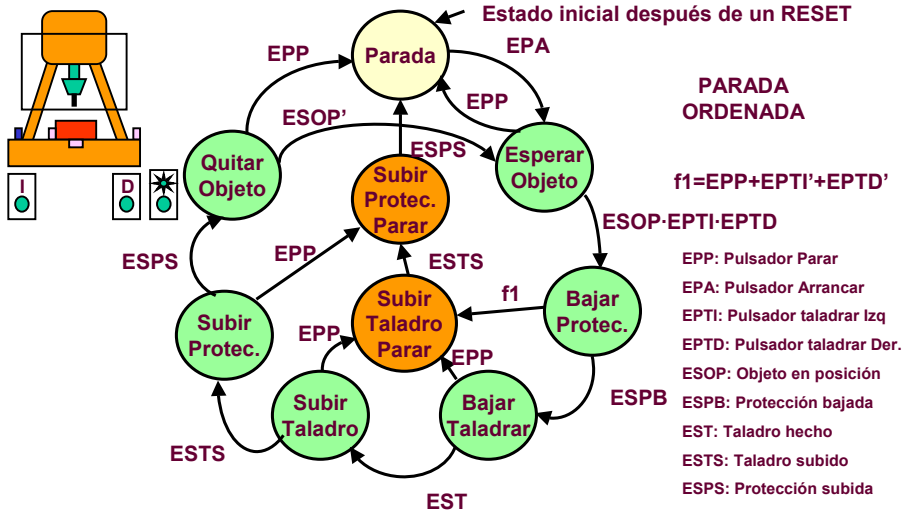 Estado inicial después de un RESET
Parada
EPA
EPP
EPP
PARADA
ORDENADA
ESOP’
ESPS
Quitar
Objeto
Subir
Protec.
Parar
Esperar
Objeto
f1=EPP+EPTI’+EPTD’
I
D
ESOP·EPTI·EPTD
ESPS
EPP
ESTS
f1
Subir
Protec.
Subir
Taladro
Parar
Bajar
Protec.
EPP
EPP
Subir
Taladro
Bajar
Taladrar
ESPB
ESTS
EST
EPP: Pulsador Parar
EPA: Pulsador Arrancar
EPTI: Pulsador taladrar Izq
EPTD: Pulsador taladrar Der.
ESOP: Objeto en posición
ESPB: Protección bajada
EST: Taladro hecho
ESTS: Taladro subido
ESPS: Protección subida